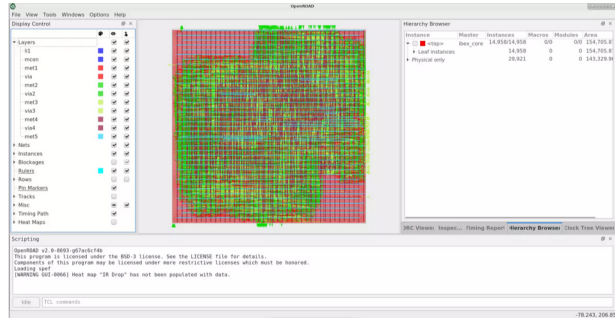 OpenROAD
File View Tools Windows Options Help
Display Control
Hierarchy Browser
Layers
li1
mcon
met1
via
met2
via2
met3
via3
met4
via4
met5
Nets
Instances
Blockages
Rulers
Rows
Pin Markers
Tracks
Misc
Timing Path
Heat Maps
Instance Master Instances Macros Modules Area
<top> ibex_core 14,958/14,958 0/0 0/0 154,705.8
Leaf instances 14,958 0 0 154,705.8
Physical only 28,921 0 0 143,329.9
DRC Viewer Inspec... Timing Report Hierarchy Browser Clock Tree Viewer
Scripting
OpenROAD v2.0-8693-g67ac6cf4b
This program is licensed under the BSD-3 license. See the LICENSE file for details.
Components of this program may be licensed under more restrictive licenses which must be honored.
Loading spef
[WARNING GUI-0066] Heat map "IR Drop" has not been populated with data.
TCL commands
-78.243, 206.8